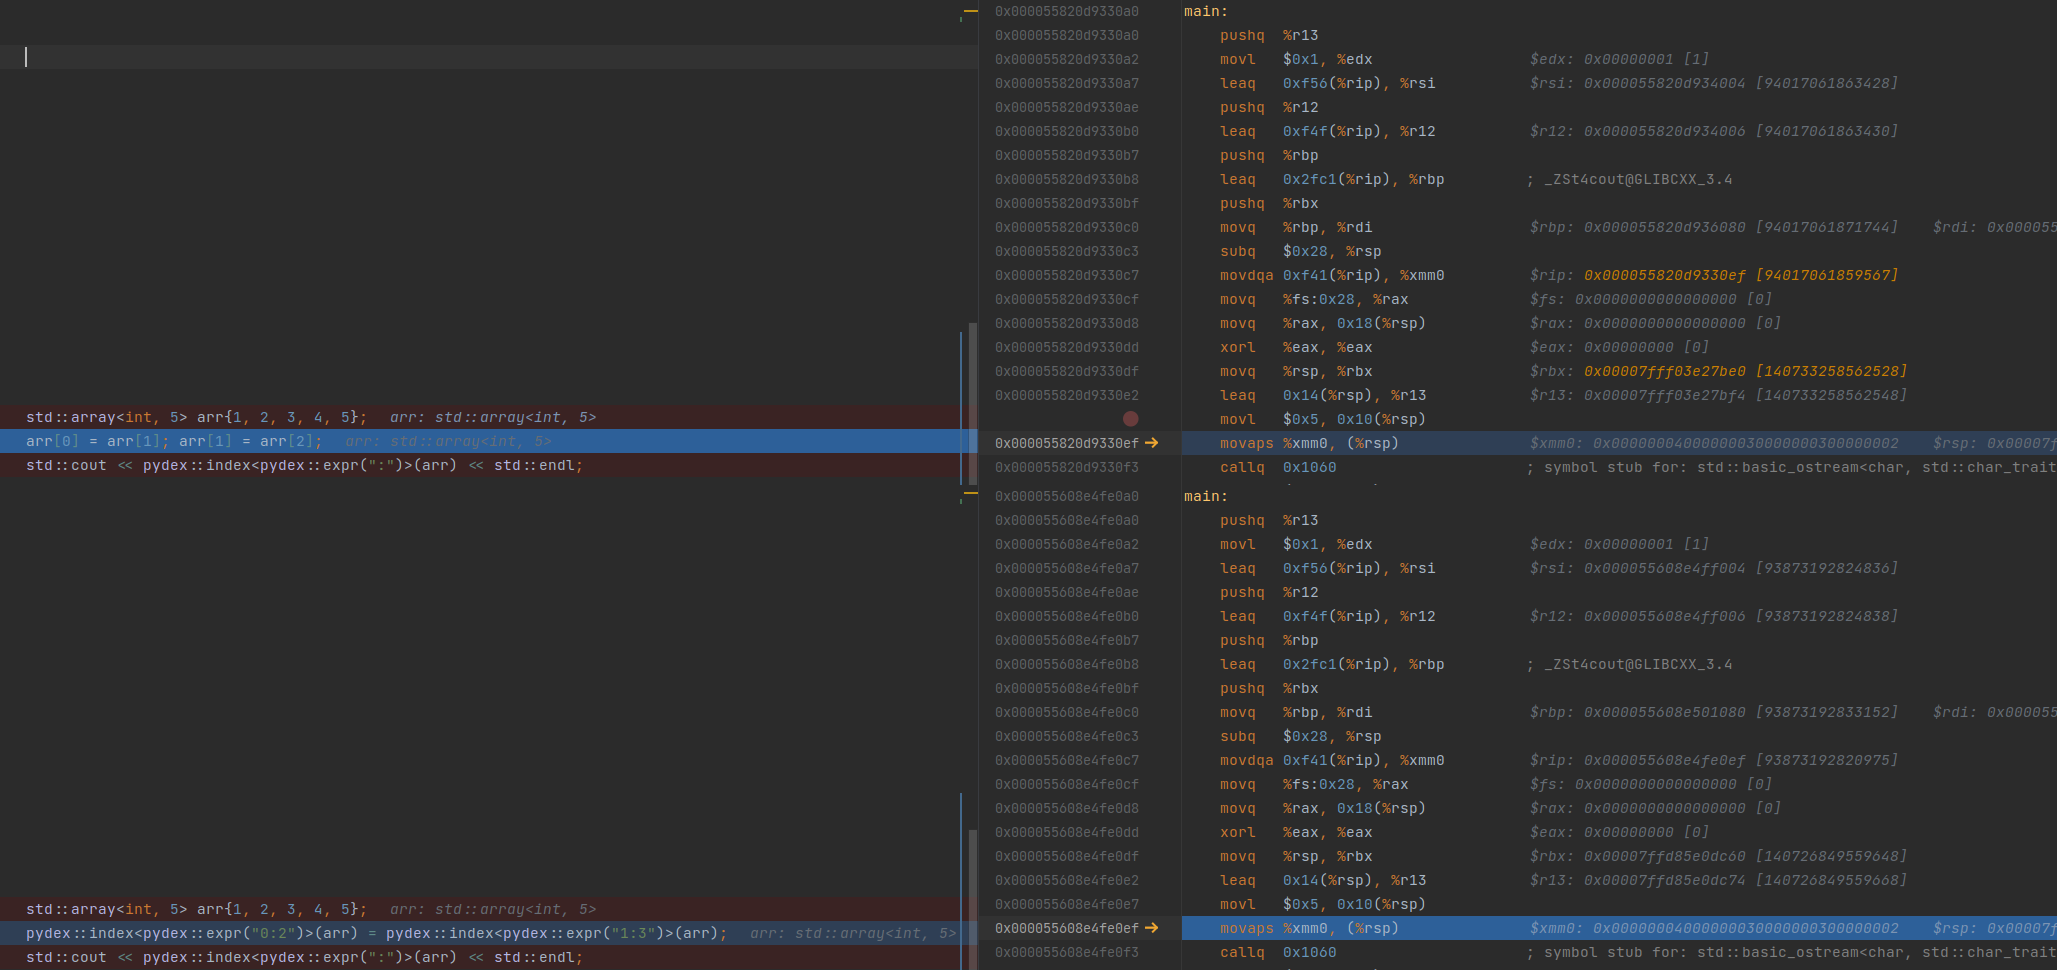 0x000055820d9330a0 main:
0x000055820d9330a0 pushq %r13
0x000055820d9330a2 movl $0x1, %edx $edx: 0x00000001 [1]
0x000055820d9330a7 leaq 0xf56(%rip), %rsi $rsi: 0x000055820d934004 [94017061863428]
0x000055820d9330ae pushq %r12
0x000055820d9330b0 leaq 0xf4f(%rip), %r12 $r12: 0x000055820d934006 [94017061863430]
0x000055820d9330b7 pushq %rbp
0x000055820d9330b8 leaq 0x2fc1(%rip), %rbp ; _ZSt4cout@GLIBCXX_3.4
0x000055820d9330bf pushq %rbx
0x000055820d9330c0 movq %rbp, %rdi $rbp: 0x000055820d936080 [94017061871744] $rdi: 0x000055
0x000055820d9330c3 subq $0x28, %rsp
0x000055820d9330c7 movdqa 0xf41(%rip), %xmm0 $rip: 0x000055820d9330ef [94017061859567]
0x000055820d9330cf movq %fs:0x28, %rax $fs: 0x0000000000000000 [0]
0x000055820d9330d8 movq %rax, 0x18(%rsp) $rax: 0x0000000000000000 [0]
0x000055820d9330dd xorl %eax, %eax $eax: 0x00000000 [0]
0x000055820d9330df movq %rsp, %rbx $rbx: 0x00007fff03e27be0 [140733258562528]
0x000055820d9330e2 leaq 0x14(%rsp), %r13 $r13: 0x00007fff03e27bf4 [140733258562548]
std::array<int, 5> arr{1, 2, 3, 4, 5}; arr: std::array<int, 5> movl $0x5, 0x10(%rsp)
arr[0] = arr[1]; arr[1] = arr[2]; arr: std::array<int, 5> 0x000055820d9330ef movaps %xmm0, (%rsp) $xmm0: 0x00000004000000030000000300000002 $rsp: 0x00007f
std::cout << pydex::index<pydex::expr(":")>(arr) << std::endl; 0x000055820d9330f3 callq 0x1060 ; symbol stub for: std::basic_ostream<char, std::char_trait
0x000055608e4fe0a0 main:
0x000055608e4fe0a0 pushq %r13
0x000055608e4fe0a2 movl $0x1, %edx $edx: 0x00000001 [1]
0x000055608e4fe0a7 leaq 0xf56(%rip), %rsi $rsi: 0x000055608e4ff004 [93873192824836]
0x000055608e4fe0ae pushq %r12
0x000055608e4fe0b0 leaq 0xf4f(%rip), %r12 $r12: 0x000055608e4ff006 [93873192824838]
0x000055608e4fe0b7 pushq %rbp
0x000055608e4fe0b8 leaq 0x2fc1(%rip), %rbp ; _ZSt4cout@GLIBCXX_3.4
0x000055608e4fe0bf pushq %rbx
0x000055608e4fe0c0 movq %rbp, %rdi $rbp: 0x000055608e501080 [93873192833152] $rdi: 0x000055
0x000055608e4fe0c3 subq $0x28, %rsp
0x000055608e4fe0c7 movdqa 0xf41(%rip), %xmm0 $rip: 0x000055608e4fe0ef [93873192820975]
0x000055608e4fe0cf movq %fs:0x28, %rax $fs: 0x0000000000000000 [0]
0x000055608e4fe0d8 movq %rax, 0x18(%rsp) $rax: 0x0000000000000000 [0]
0x000055608e4fe0dd xorl %eax, %eax $eax: 0x00000000 [0]
0x000055608e4fe0df movq %rsp, %rbx $rbx: 0x00007ffd85e0dc60 [140726849559648]
0x000055608e4fe0e2 leaq 0x14(%rsp), %r13 $r13: 0x00007ffd85e0dc74 [140726849559668]
std::array<int, 5> arr{1, 2, 3, 4, 5}; arr: std::array<int, 5> 0x000055608e4fe0e7 movl $0x5, 0x10(%rsp)
pydex::index<pydex::expr("0:2")>(arr) = pydex::index<pydex::expr("1:3")>(arr); arr: std::array<int, 5> 0x000055608e4fe0ef movaps %xmm0, (%rsp) $xmm0: 0x00000004000000030000000300000002 $rsp: 0x00007f
std::cout << pydex::index<pydex::expr(":")>(arr) << std::endl; 0x000055608e4fe0f3 callq 0x1060 ; symbol stub for: std::basic_ostream<char, std::char_trait